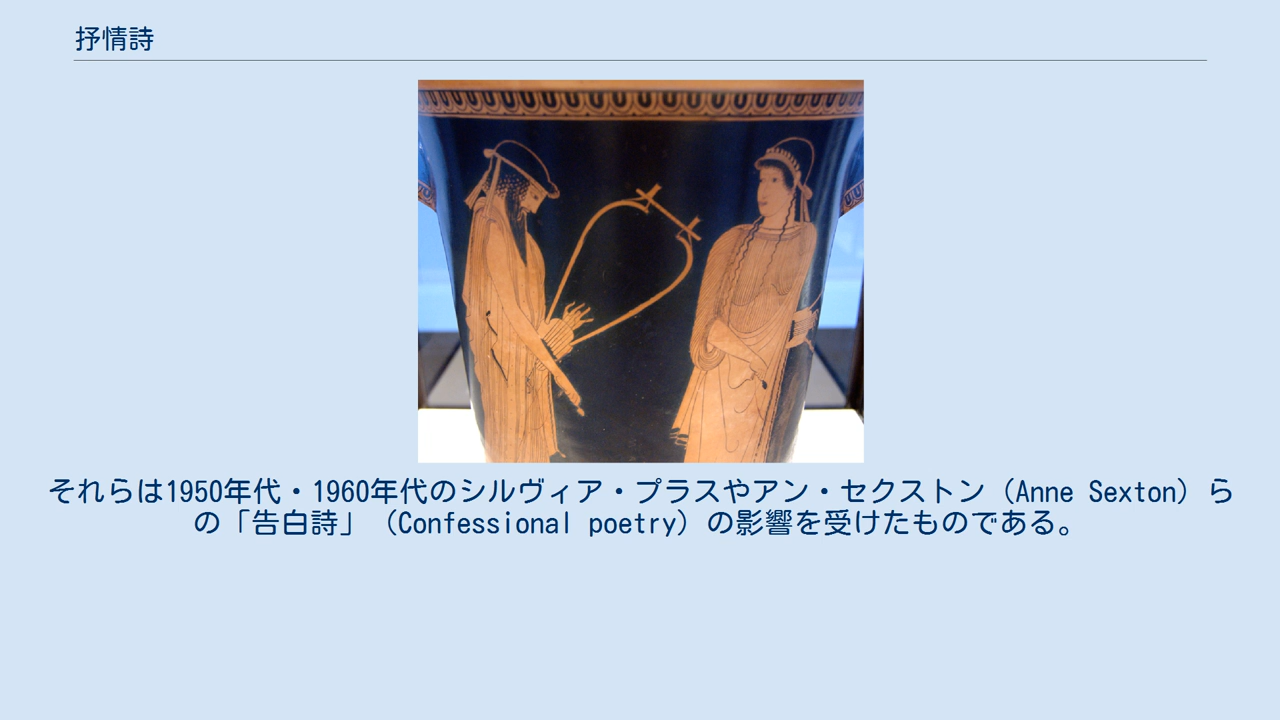 抒情詩
それらは1950年代・1960年代のシルヴィア・プラスやアン・セクストン（Anne Sexton）ら
の「告白詩」（Confessional poetry）の影響を受けたものである。